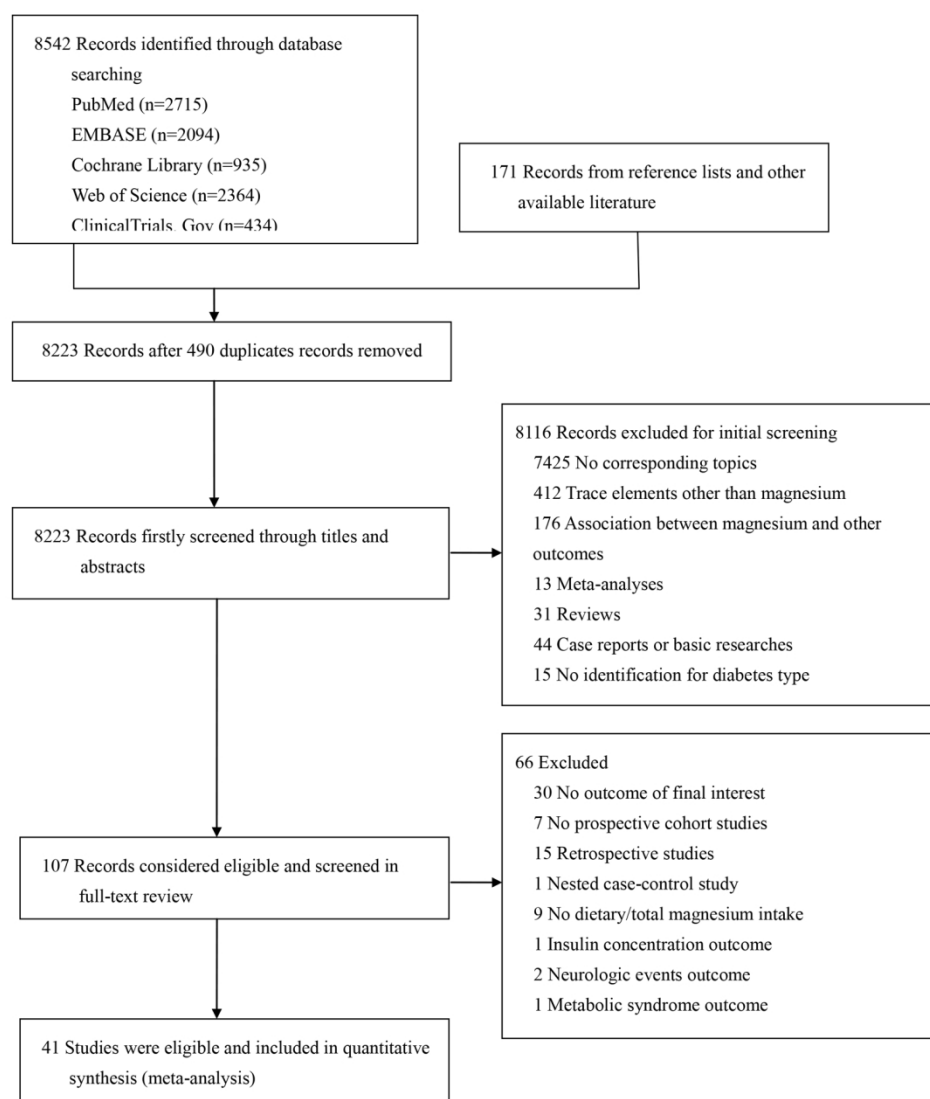 8542 Records identified through database
searching
PubMed (n=2715)
EMBASE (n=2094)
Cochrane Library (n=935)
Web of Science (n=2364)
ClinicalTrials. Gov (n=434)
171 Records from reference lists and other
available literature
8223 Records after 490 duplicates records removed
8223 Records firstly screened through titles and
abstracts
8116 Records excluded for initial screening
7425 No corresponding topics
412 Trace elements other than magnesium
176 Association between magnesium and other
outcomes
13 Meta-analyses
31 Reviews
44 Case reports or basic researches
15 No identification for diabetes type
107 Records considered eligible and screened in
full-text review
66 Excluded
30 No outcome of final interest
7 No prospective cohort studies
15 Retrospective studies
1 Nested case-control study
9 No dietary/total magnesium intake
1 Insulin concentration outcome
2 Neurologic events outcome
1 Metabolic syndrome outcome
41 Studies were eligible and included in quantitative
synthesis (meta-analysis)